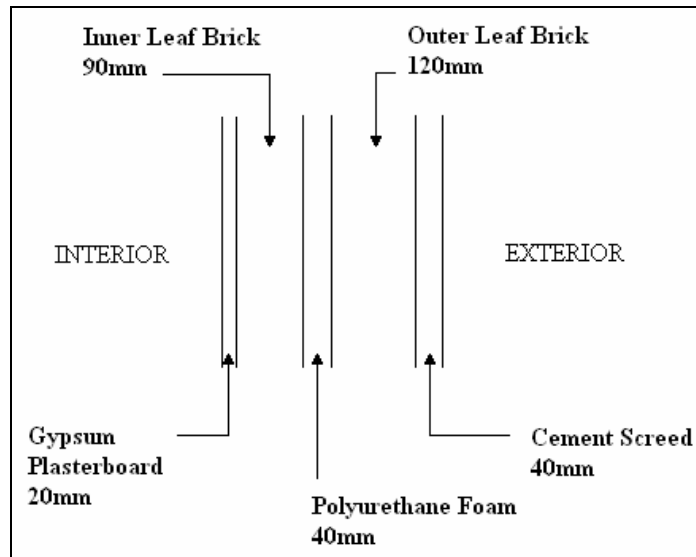 Inner Leaf Brick
90mm
Outer Leaf Brick
120mm
INTERIOR
EXTERIOR
Gypsum
Plasterboard
20mm
Polyurethane Foam
40mm
Cement Screed
40mm